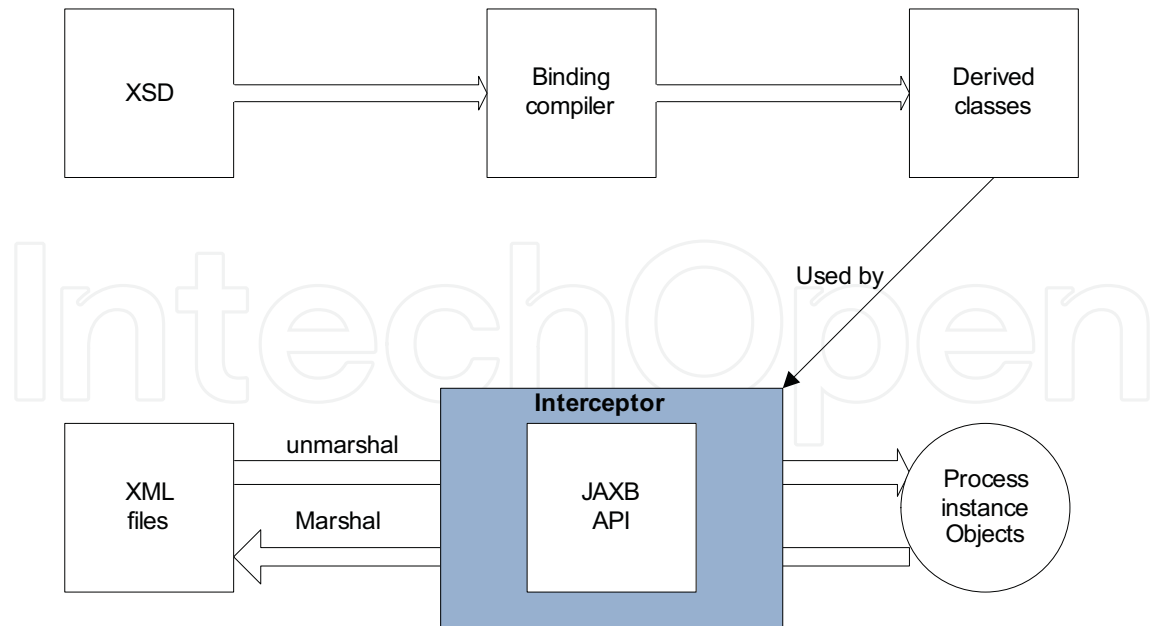 XSD
Binding
compiler
Derived
classes
Used by
IntechOpen
Interceptor
unmarshal
XML
files
Marshal
JAXB
API
Process
instance
Objects